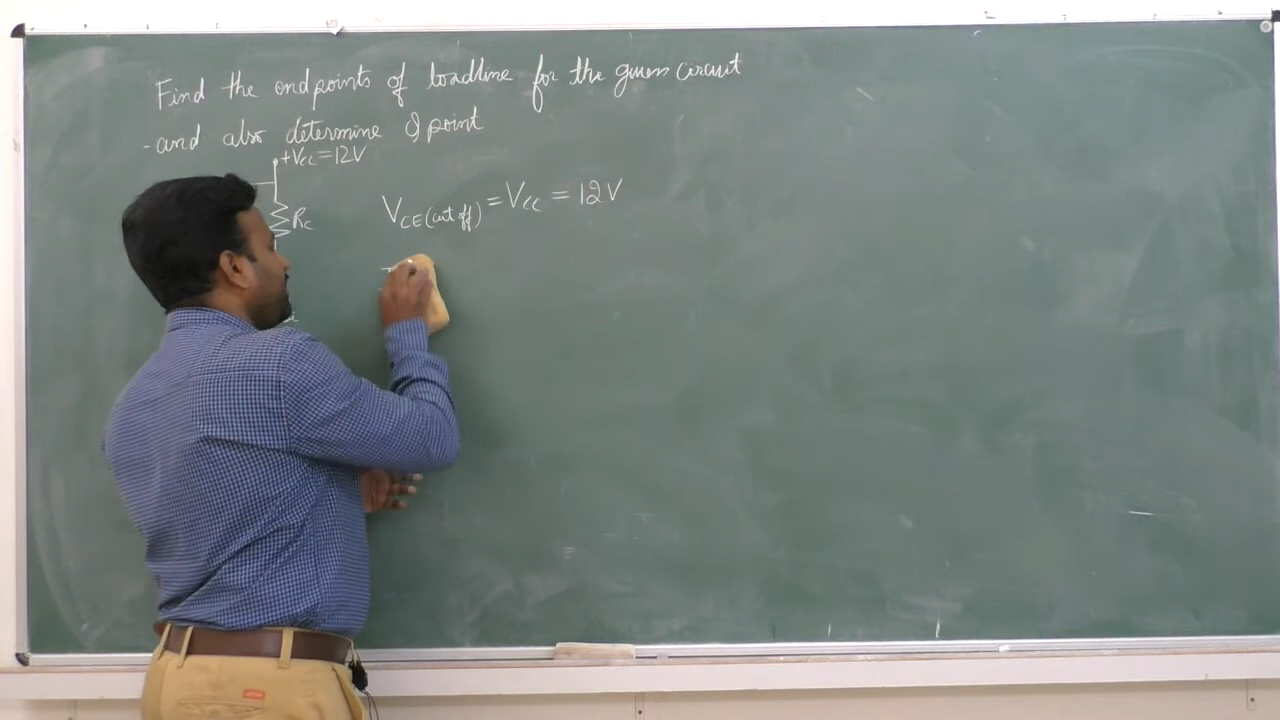 Find the endpoints of loadline for the given circuit
and also determine Q point
+VCC=12V
RC
VCE(cut off) = VCC = 12V